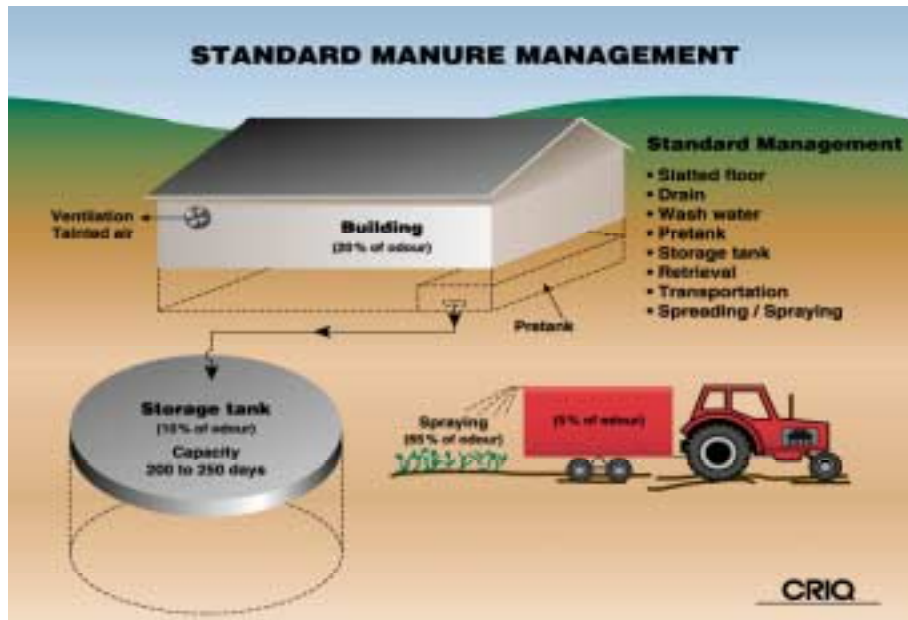 STANDARD MANURE MANAGEMENT
Standard Management
• Slatted floor
• Drain
• Wash water
• Pretank
• Storage tank
• Retrieval
• Transportation
• Spreading / Spraying
Ventilation
Tainted air
Building
(20% of odour)
Pretank
Storage tank
(10% of odour)
Capacity
200 to 250 days
Spraying
(65% of odour)
(5% of odour)
CRIQ